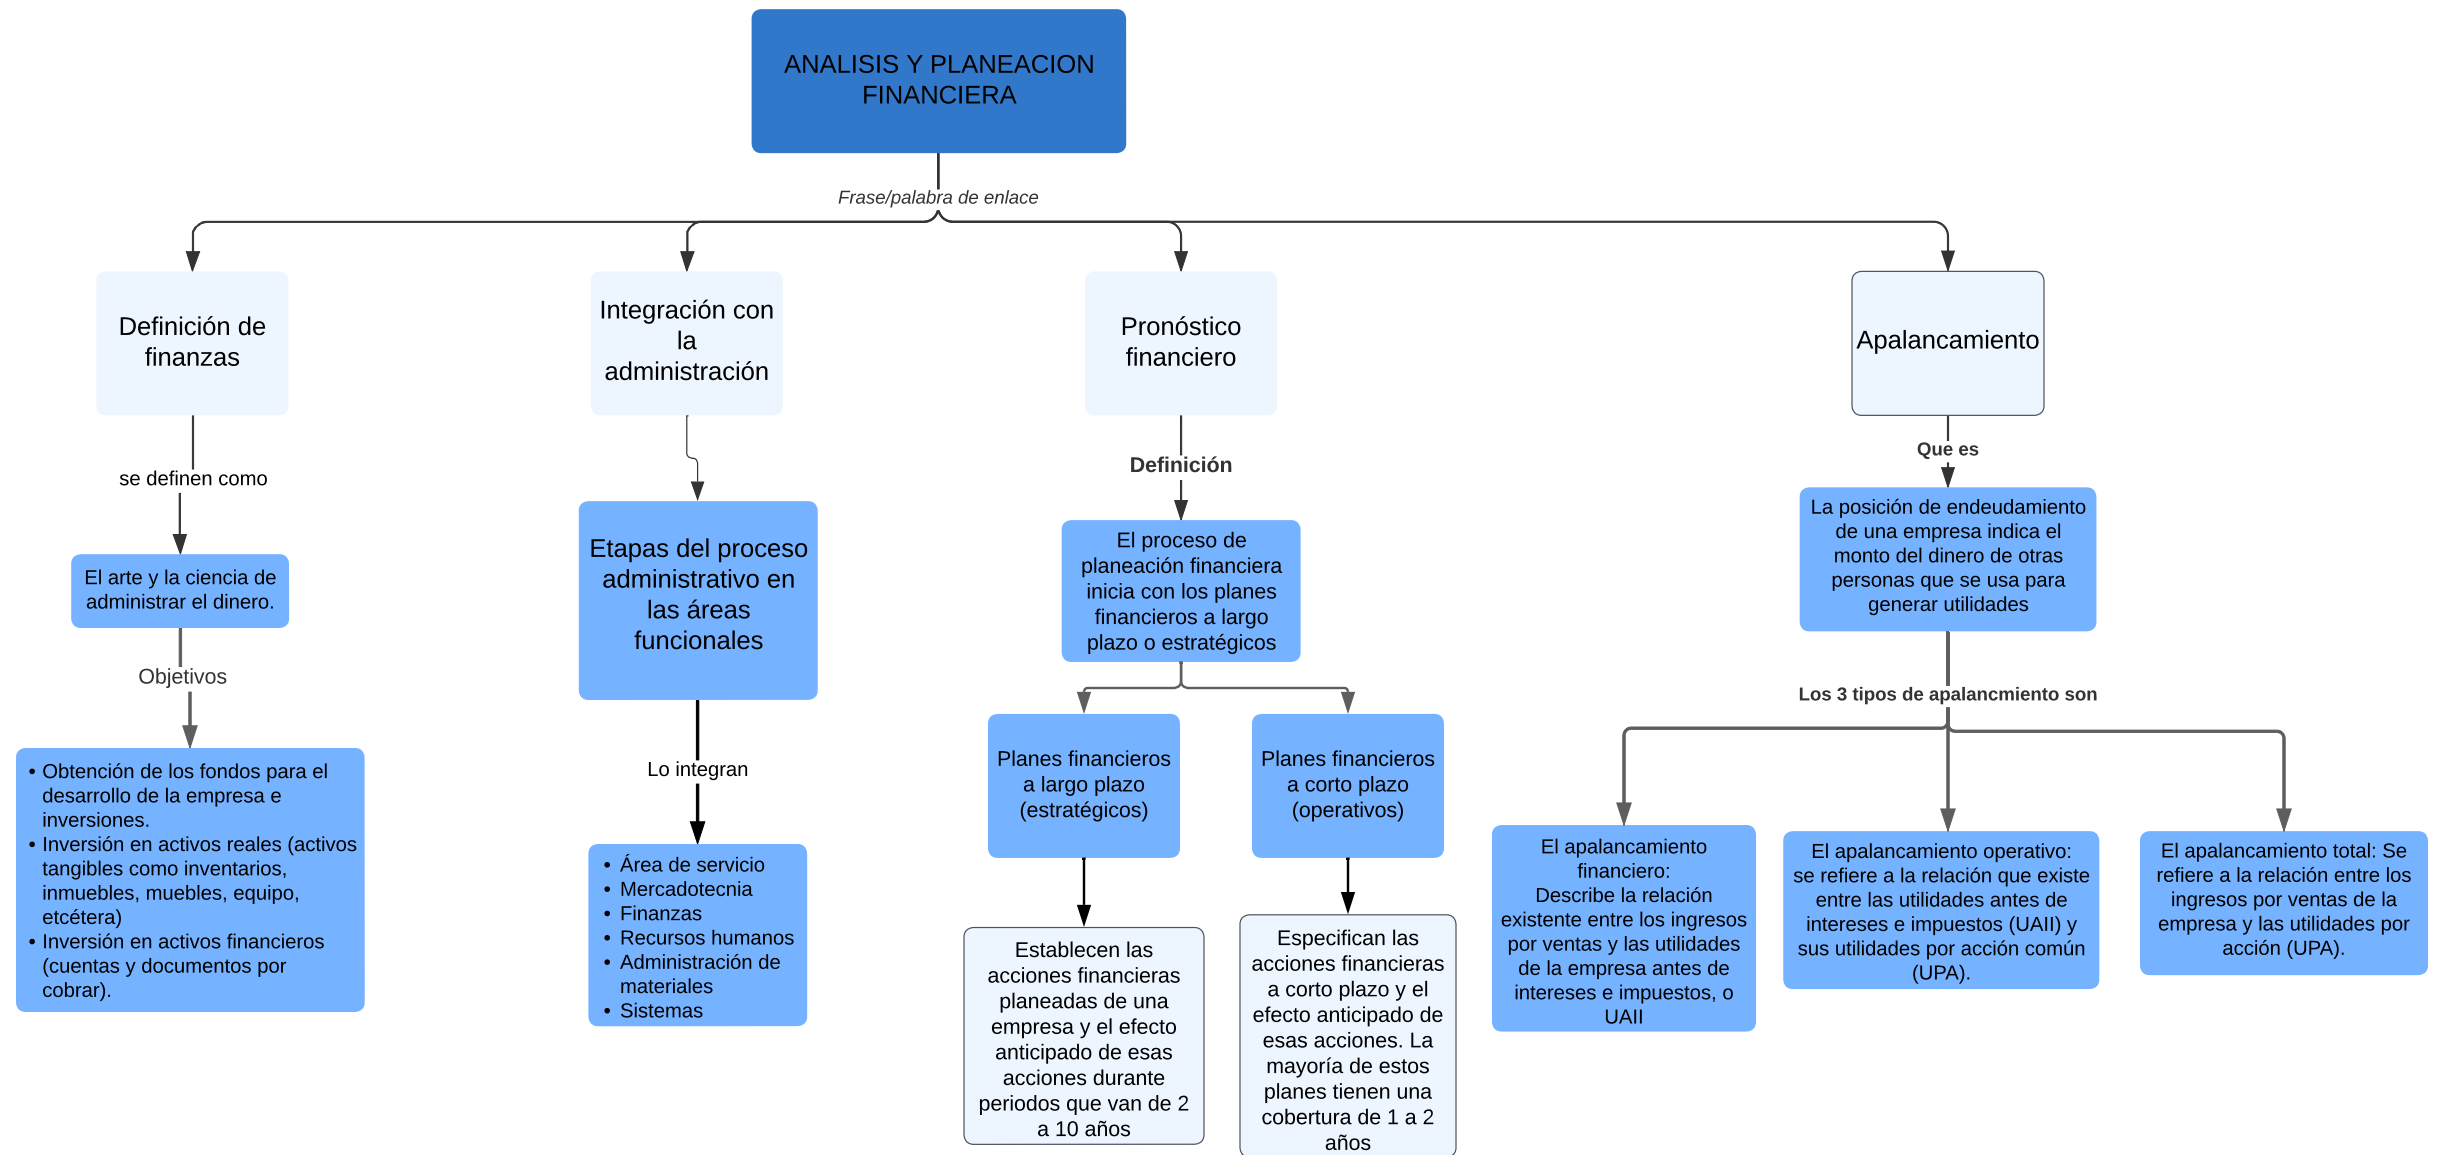 ANALISIS Y PLANEACION
FINANCIERA
Frase/palabra de enlace
Definición de
finanzas
se definen como
El arte y la ciencia de
administrar el dinero.
Objetivos
• Obtención de los fondos para el
desarrollo de la empresa e
inversiones.
• Inversión en activos reales (activos
tangibles como inventarios,
inmuebles, muebles, equipo,
etcétera)
• Inversión en activos financieros
(cuentas y documentos por
cobrar).
Integración con
la
administración
Etapas del proceso
administrativo en
las áreas
funcionales
Lo integran
• Área de servicio
• Mercadotecnia
• Finanzas
• Recursos humanos
• Administración de
materiales
• Sistemas
Pronóstico
financiero
Definición
El proceso de
planeación financiera
inicia con los planes
financieros a largo
plazo o estratégicos
Planes financieros
a largo plazo
(estratégicos)
Establecen las
acciones financieras
planeadas de una
empresa y el efecto
anticipado de esas
acciones durante
periodos que van de 2
a 10 años
Planes financieros
a corto plazo
(operativos)
Especifican las
acciones financieras
a corto plazo y el
efecto anticipado de
esas acciones. La
mayoría de estos
planes tienen una
cobertura de 1 a 2
años
Apalancamiento
Que es
La posición de endeudamiento
de una empresa indica el
monto del dinero de otras
personas que se usa para
generar utilidades
Los 3 tipos de apalancmiento son
El apalancamiento
financiero:
Describe la relación
existente entre los ingresos
por ventas y las utilidades
de la empresa antes de
intereses e impuestos, o
UAII
El apalancamiento operativo:
se refiere a la relación que existe
entre las utilidades antes de
intereses e impuestos (UAII) y
sus utilidades por acción común
(UPA).
El apalancamiento total: Se
refiere a la relación entre los
ingresos por ventas de la
empresa y las utilidades por
acción (UPA).